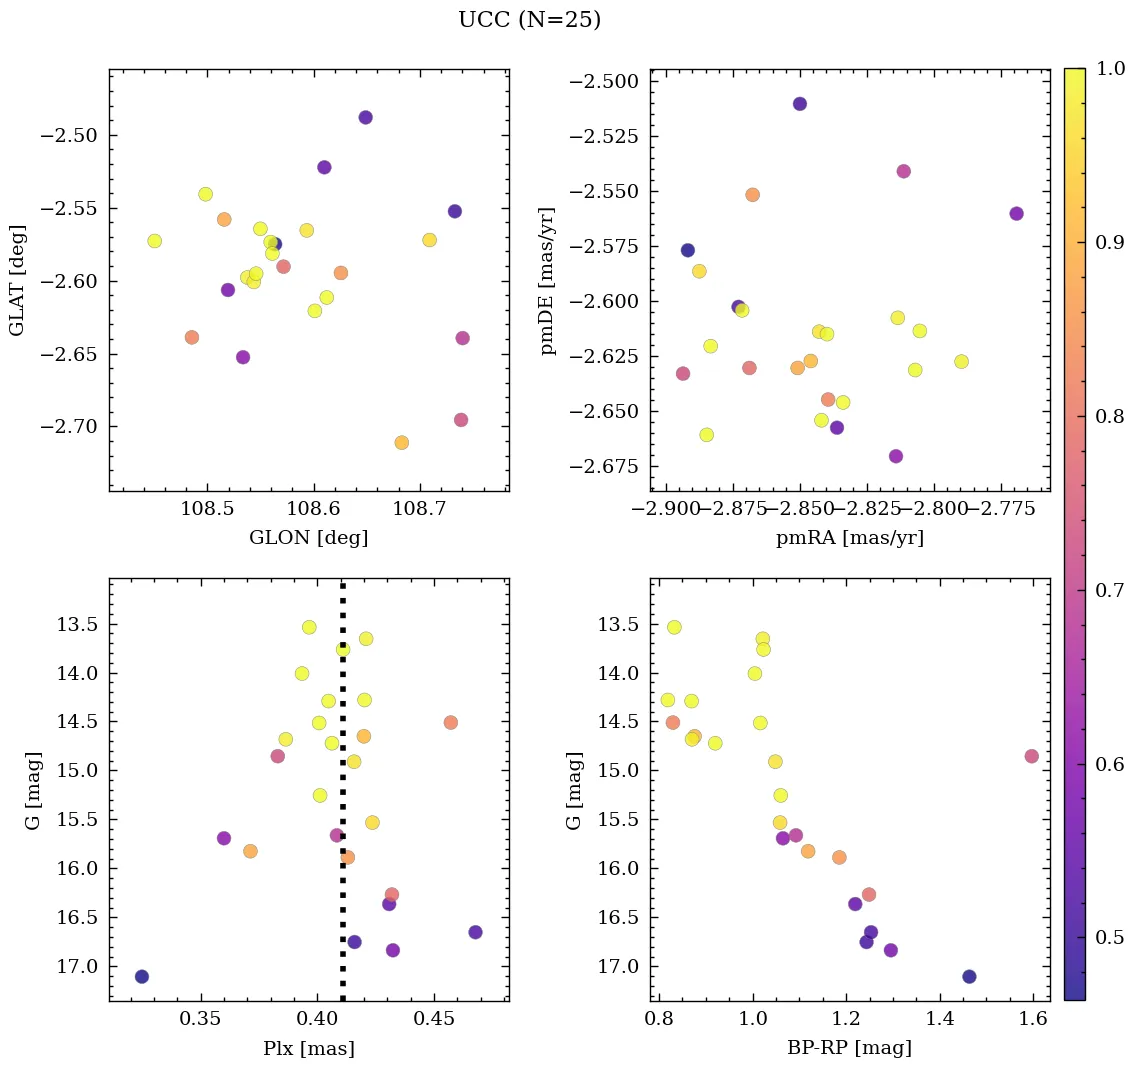 UCC (N=25)
−2.50
−2.55
−2.60
−2.65
−2.70
108.5 108.6 108.7
GLON [deg]
GLAT [deg]
−2.500
−2.525
−2.550
−2.575
−2.600
−2.625
−2.650
−2.675
−2.900 −2.875 −2.850 −2.825 −2.800 −2.775
pmRA [mas/yr]
pmDE [mas/yr]
13.5
14.0
14.5
15.0
15.5
16.0
16.5
17.0
0.35 0.40 0.45
Plx [mas]
G [mag]
13.5
14.0
14.5
15.0
15.5
16.0
16.5
17.0
0.8 1.0 1.2 1.4 1.6
BP-RP [mag]
G [mag]
1.0
0.9
0.8
0.7
0.6
0.5